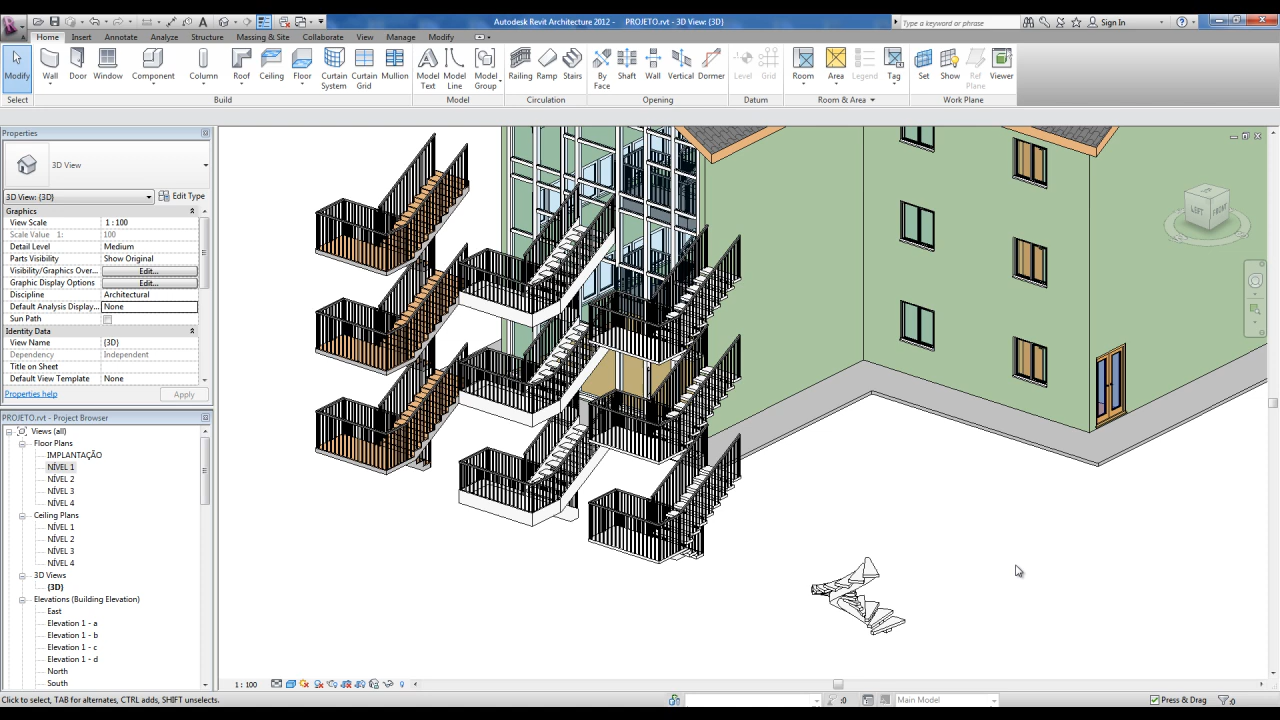 Autodesk Revit Architecture 2012 - PROJETO.rvt - 3D View: {3D}
Type a keyword or phrase
Sign In
Home Insert Annotate Analyze Structure Massing & Site Collaborate View Manage Modify
Modify Wall Door Window Component Column Roof Ceiling Floor Curtain System Curtain Grid Mullion Model Text Model Line Model Group Railing Ramp Stairs By Face Shaft Wall Vertical Dormer Level Grid Room Area Legend Tag Set Show Ref Plane Viewer
Select Build Model Circulation Opening Datum Room & Area Work Plane
Properties
3D View
3D View: {3D} Edit Type
Graphics
View Scale 1 : 100
Scale Value 1: 100
Detail Level Medium
Parts Visibility Show Original
Visibility/Graphics Over... Edit...
Graphic Display Options Edit...
Discipline Architectural
Default Analysis Display... None
Sun Path
Identity Data
View Name {3D}
Dependency Independent
Title on Sheet
Default View Template None
Properties help Apply
PROJETO.rvt - Project Browser
Views (all)
Floor Plans
IMPLANTAÇÃO
NÍVEL 1
NÍVEL 2
NÍVEL 3
NÍVEL 4
Ceiling Plans
NÍVEL 1
NÍVEL 2
NÍVEL 3
NÍVEL 4
3D Views
{3D}
Elevations (Building Elevation)
East
Elevation 1 - a
Elevation 1 - b
Elevation 1 - c
Elevation 1 - d
North
South
LEFT FRONT
1 : 100
Click to select, TAB for alternates, CTRL adds, SHIFT unselects.
:0
Main Model
Press & Drag
:0